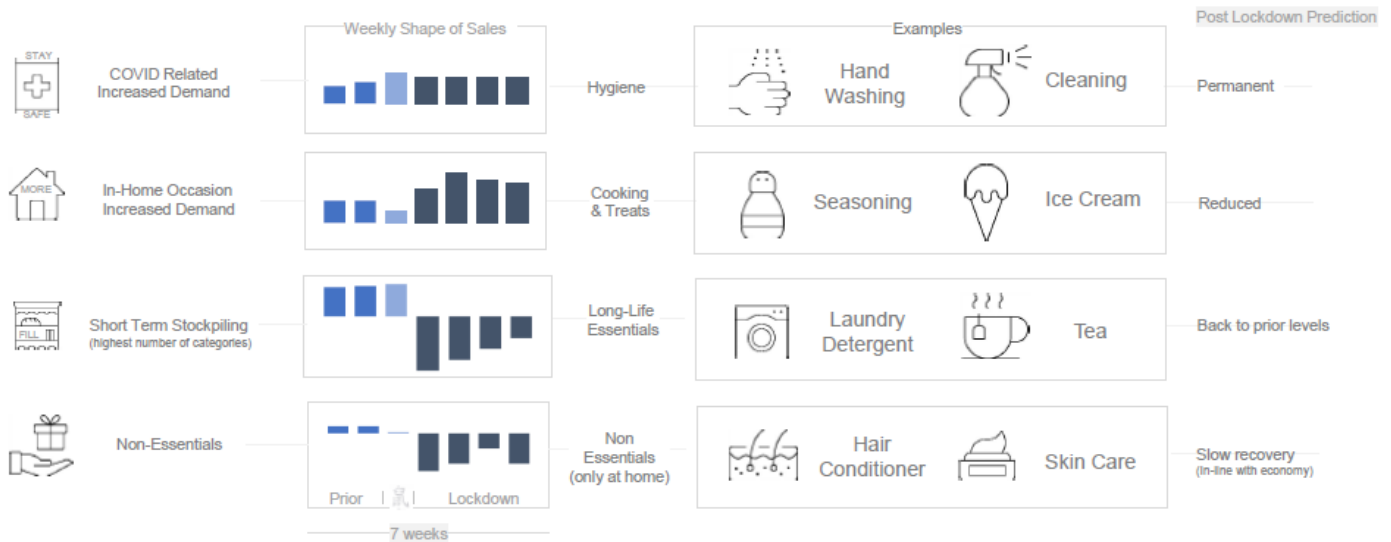 Post Lockdown Prediction
Weekly Shape of Sales
Examples
STAY
SAFE
COVID Related
Increased Demand
Hygiene
Hand
Washing
Cleaning
Permanent
MORE
In-Home Occasion
Increased Demand
Cooking
& Treats
Seasoning
Ice Cream
Reduced
FILL
Short Term Stockpiling
(highest number of categories)
Long-Life
Essentials
Laundry
Detergent
Tea
Back to prior levels
Non-Essentials
Non
Essentials
(only at home)
Hair
Conditioner
Skin Care
Slow recovery
(In-line with economy)
Prior
Lockdown
7 weeks